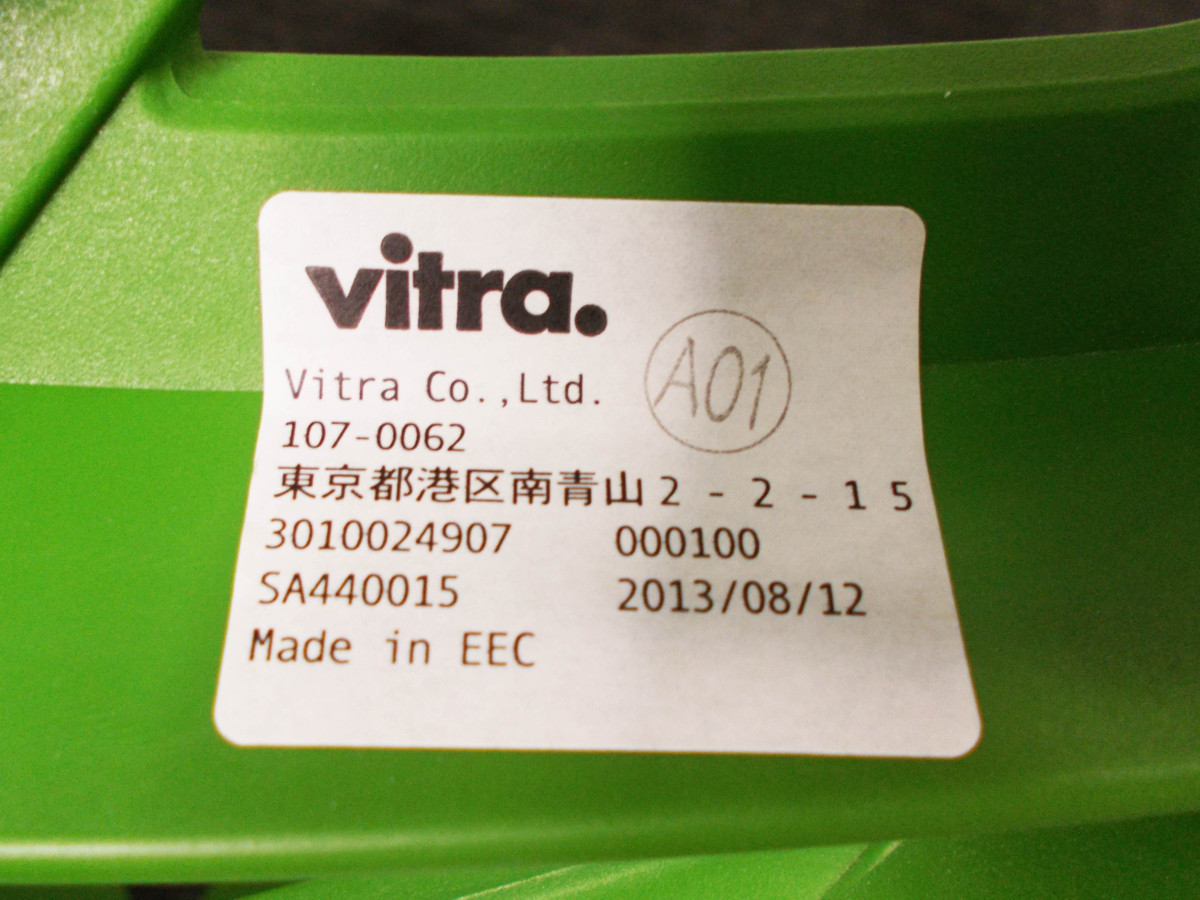 vitra.
Vitra Co.,Ltd.
A01
107-0062
東京都港区南青山2-2-15
3010024907 000100
SA440015 2013/08/12
Made in EEC